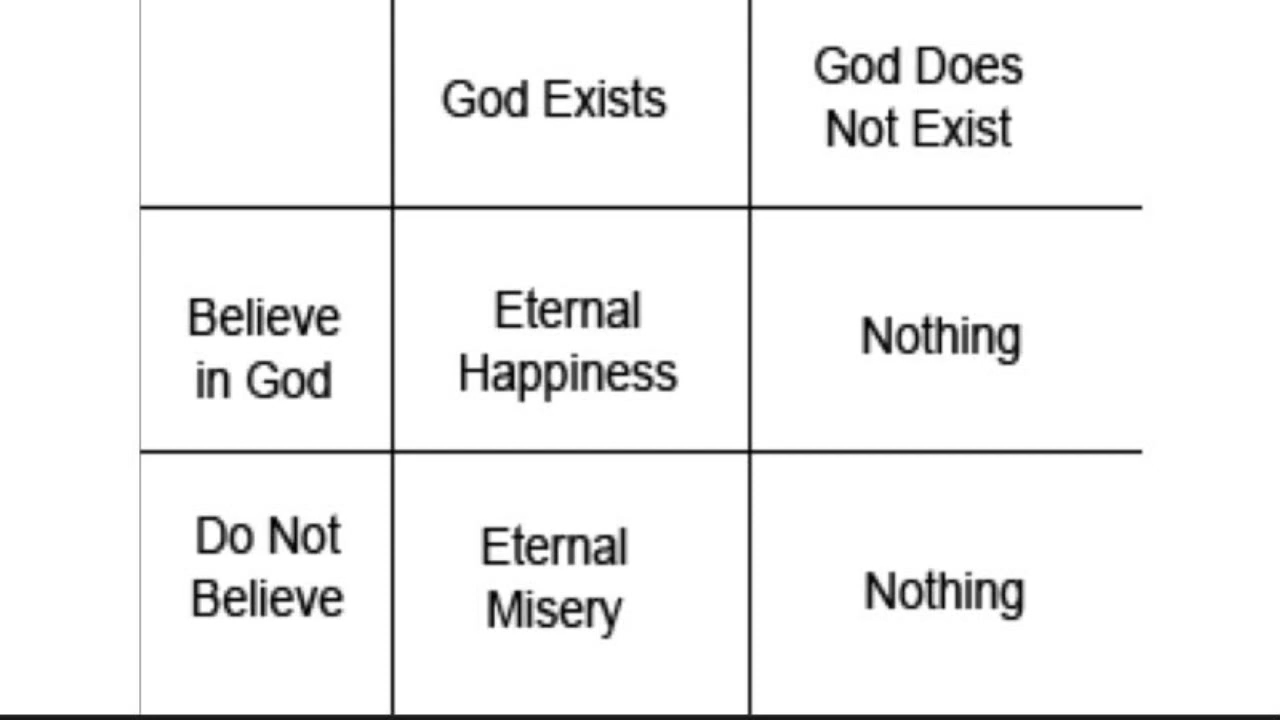 God Exists
God Does
Not Exist
Believe
in God
Eternal
Happiness
Nothing
Do Not
Believe
Eternal
Misery
Nothing